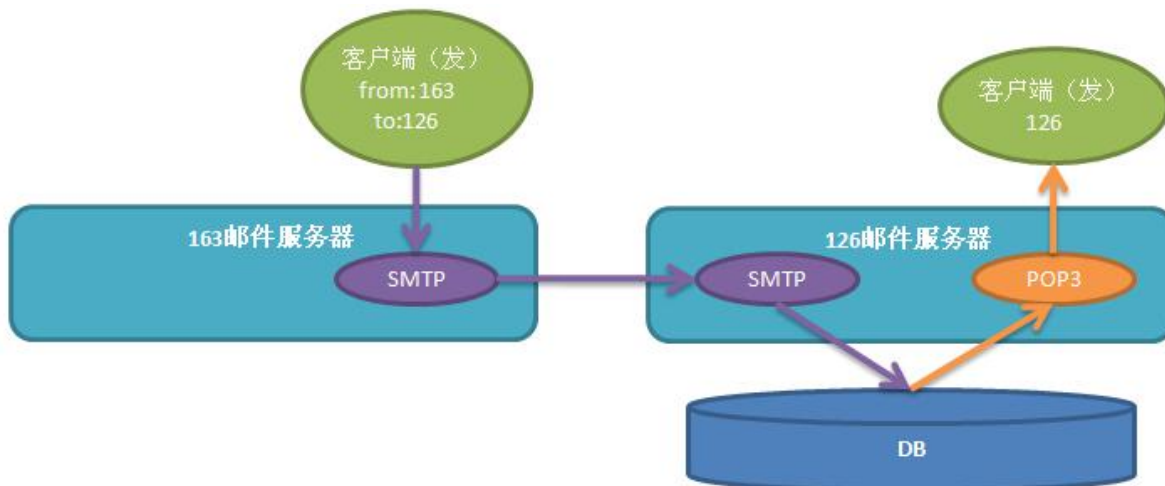 客户端（发）
from:163
to:126
客户端（发）
126
163邮件服务器
126邮件服务器
SMTP
SMTP
POP3
DB